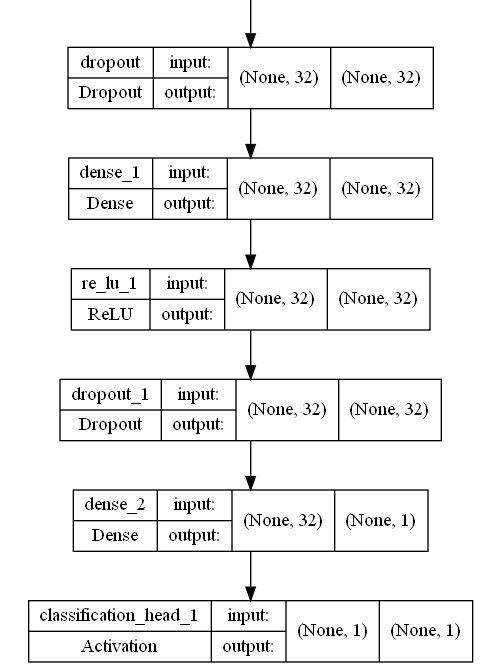 dropout input: (None, 32) (None, 32)
Dropout output:
dense_1 input: (None, 32) (None, 32)
Dense output:
re_lu_1 input: (None, 32) (None, 32)
ReLU output:
dropout_1 input: (None, 32) (None, 32)
Dropout output:
dense_2 input: (None, 32) (None, 1)
Dense output:
classification_head_1 input: (None, 1) (None, 1)
Activation output: